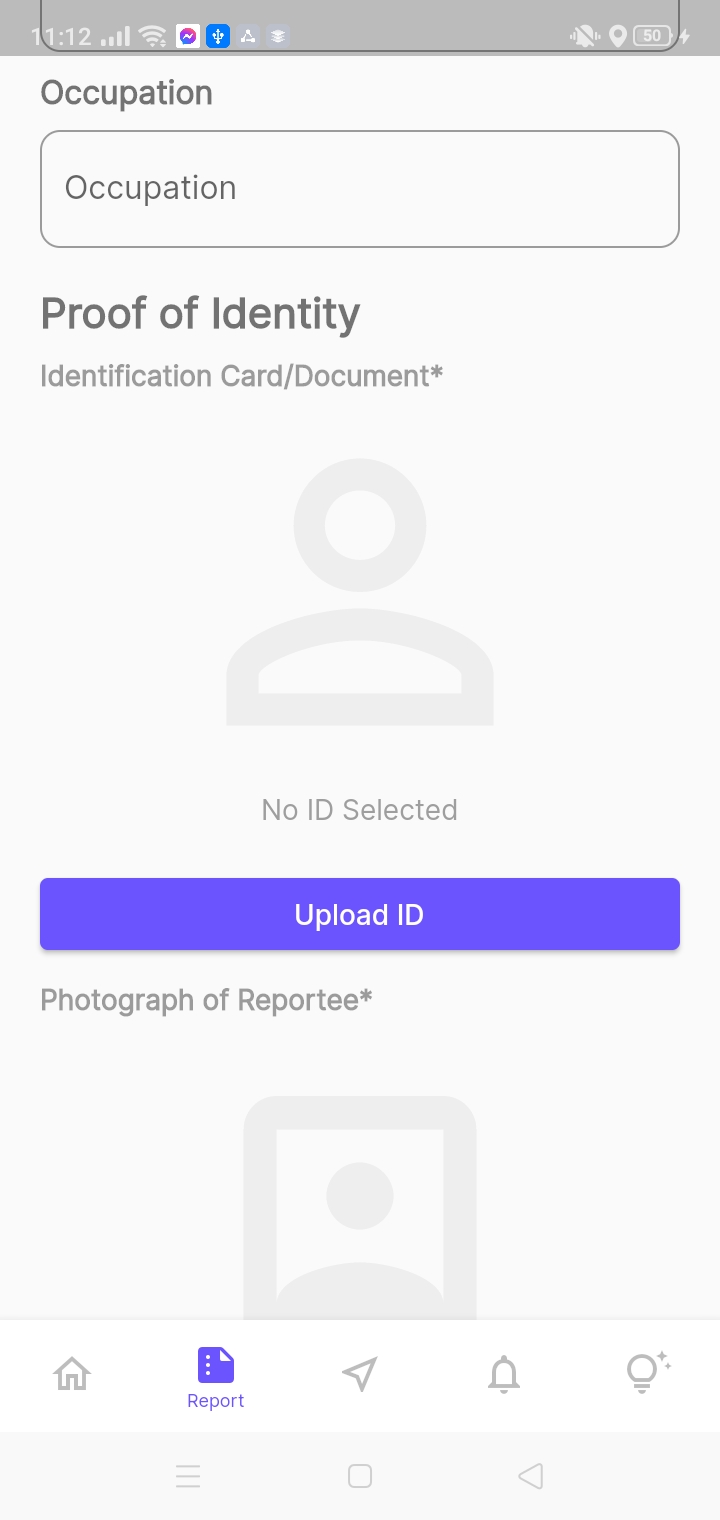 11:12
50
Occupation
Occupation
Proof of Identity
Identification Card/Document*
No ID Selected
Upload ID
Photograph of Reportee*
Report